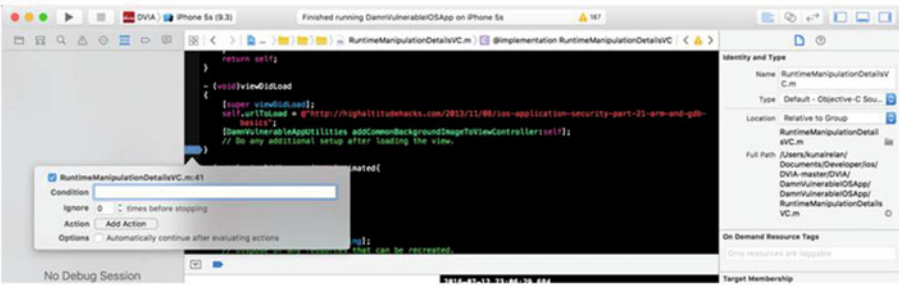 DVIA
iPhone 5s (9.3)
Finished running DamnVulnerableIOSApp on iPhone 5s
187
RuntimeManipulationDetailsVC.m
@implementation RuntimeManipulationDetailsVC
return self;
}
- (void)viewDidLoad
{
[super viewDidLoad];
self.urlToLoad = @"http://highaltitudehacks.com/2013/11/08/ios-application-security-part-21-arm-and-gdb-
basics";
[DamnVulnerableAppUtilities addCommonBackgroundImageToViewController:self];
// Do any additional setup after loading the view.
}
RuntimeManipulationDetailsVC.m:41
Condition
Ignore 0 times before stopping
Action Add Action
Options Automatically continue after evaluating actions
that can be recreated.
No Debug Session
Identity and Type
Name RuntimeManipulationDetailsV
C.m
Type Default - Objective-C Sou...
Location Relative to Group
RuntimeManipulationDetail
sVC.m
Full Path /Users/kunalrelan/
Documents/Developer/ios/
DVIA-master/DVIA/
DamnVulnerableIOSApp/
DamnVulnerableIOSApp/
RuntimeManipulationDetails
VC.m
On Demand Resource Tags
Only resources are taggable
Target Membership